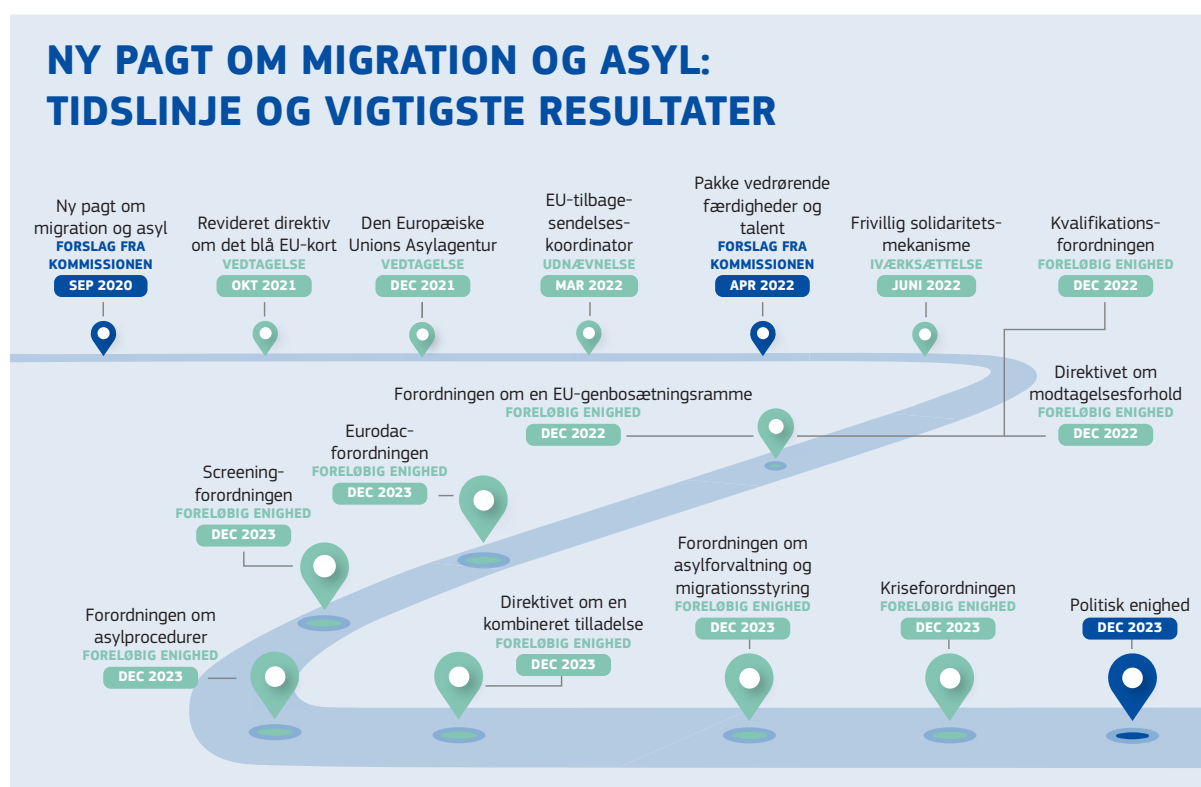 NY PAGT OM MIGRATION OG ASYL:
TIDSLINJE OG VIGTIGSTE RESULTATER
Ny pagt om
migration og asyl
FORSLAG FRA
KOMMISSIONEN
SEP 2020
Revideret direktiv
om det blå EU-kort
VEDTAGELSE
OKT 2021
Den Europæiske
Unions Asylagentur
VEDTAGELSE
DEC 2021
EU-tilbage-
sendelses-
koordinator
UDNÆVNELSE
MAR 2022
Pakke vedrørende
færdigheder og
talent
FORSLAG FRA
KOMMISSIONEN
APR 2022
Frivillig solidaritets-
mekanisme
IVÆRKSÆTTELSE
JUNI 2022
Kvalifikations-
forordningen
FORELØBIG ENIGHED
DEC 2022
Direktivet om
modtagelsesforhold
FORELØBIG ENIGHED
DEC 2022
Forordningen om en EU-genbosætningsramme
FORELØBIG ENIGHED
DEC 2022
Eurodac-
forordningen
FORELØBIG ENIGHED
DEC 2023
Screening-
forordningen
FORELØBIG ENIGHED
DEC 2023
Forordningen om
asylprocedurer
FORELØBIG ENIGHED
DEC 2023
Direktivet om en
kombineret tilladelse
FORELØBIG ENIGHED
DEC 2023
Forordningen om
asylforvaltning og
migrationsstyring
FORELØBIG ENIGHED
DEC 2023
Kriseforordningen
FORELØBIG ENIGHED
DEC 2023
Politisk enighed
DEC 2023